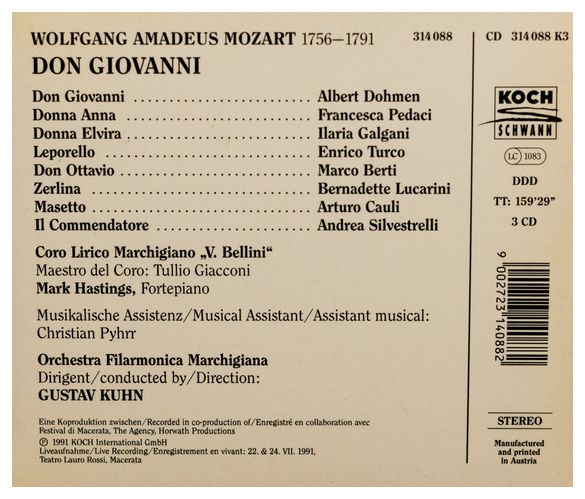 WOLFGANG AMADEUS MOZART 1756—1791 314 088
DON GIOVANNI
Don Giovanni ........................ Albert Dohmen
Donna Anna ......................... Francesca Pedaci
Donna Elvira ........................ Ilaria Galgani
Leporello ............................ Enrico Turco
Don Ottavio ......................... Marco Berti
Zerlina .............................. Bernadette Lucarini
Masetto ............................. Arturo Cauli
Il Commendatore .................... Andrea Silvestrelli
Coro Lirico Marchigiano „V. Bellini“
Maestro del Coro: Tullio Giacconi
Mark Hastings, Fortepiano
Musikalische Assistenz/Musical Assistant/Assistant musical:
Christian Pyhrr
Orchestra Filarmonica Marchigiana
Dirigent/conducted by/Direction:
GUSTAV KUHN
Eine Koproduktion zwischen/Recorded in co-production of/Enregistré en collaboration avec
Festival di Macerata, The Agency, Horwath Productions
℗ 1991 KOCH International GmbH
Liveaufnahme/Live Recording/Enregistrement en vivant: 22. & 24. VII. 1991,
Teatro Lauro Rossi, Macerata
CD 314 088 K3
KOCH
SCHWANN
LC 1083
DDD
TT: 159’29”
3 CD
9 002723 140882
STEREO
Manufactured
and printed
in Austria